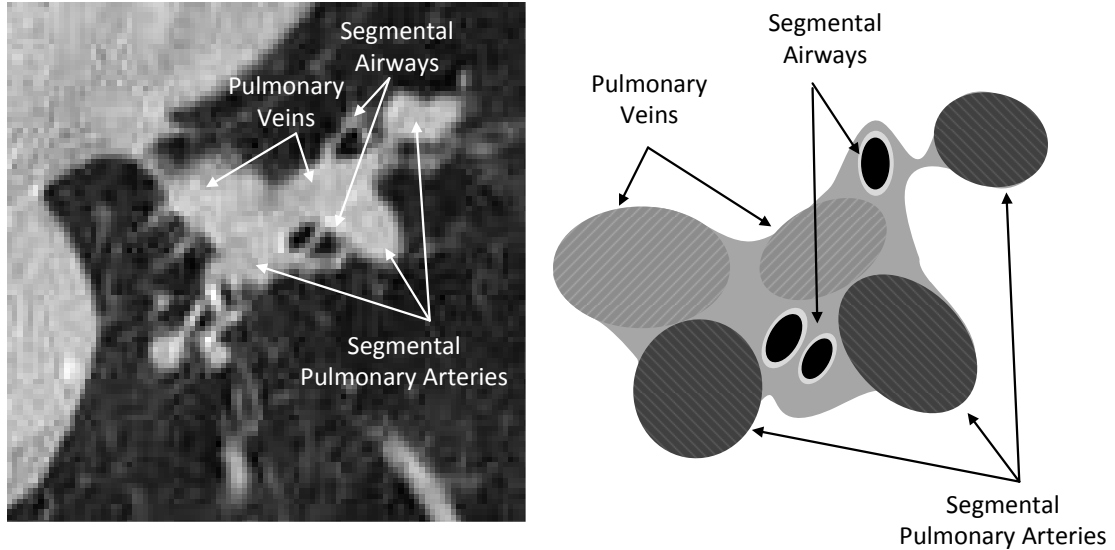 Segmental
Airways
Pulmonary
Veins
Segmental
Pulmonary Arteries
Segmental
Airways
Pulmonary
Veins
Segmental
Pulmonary Arteries